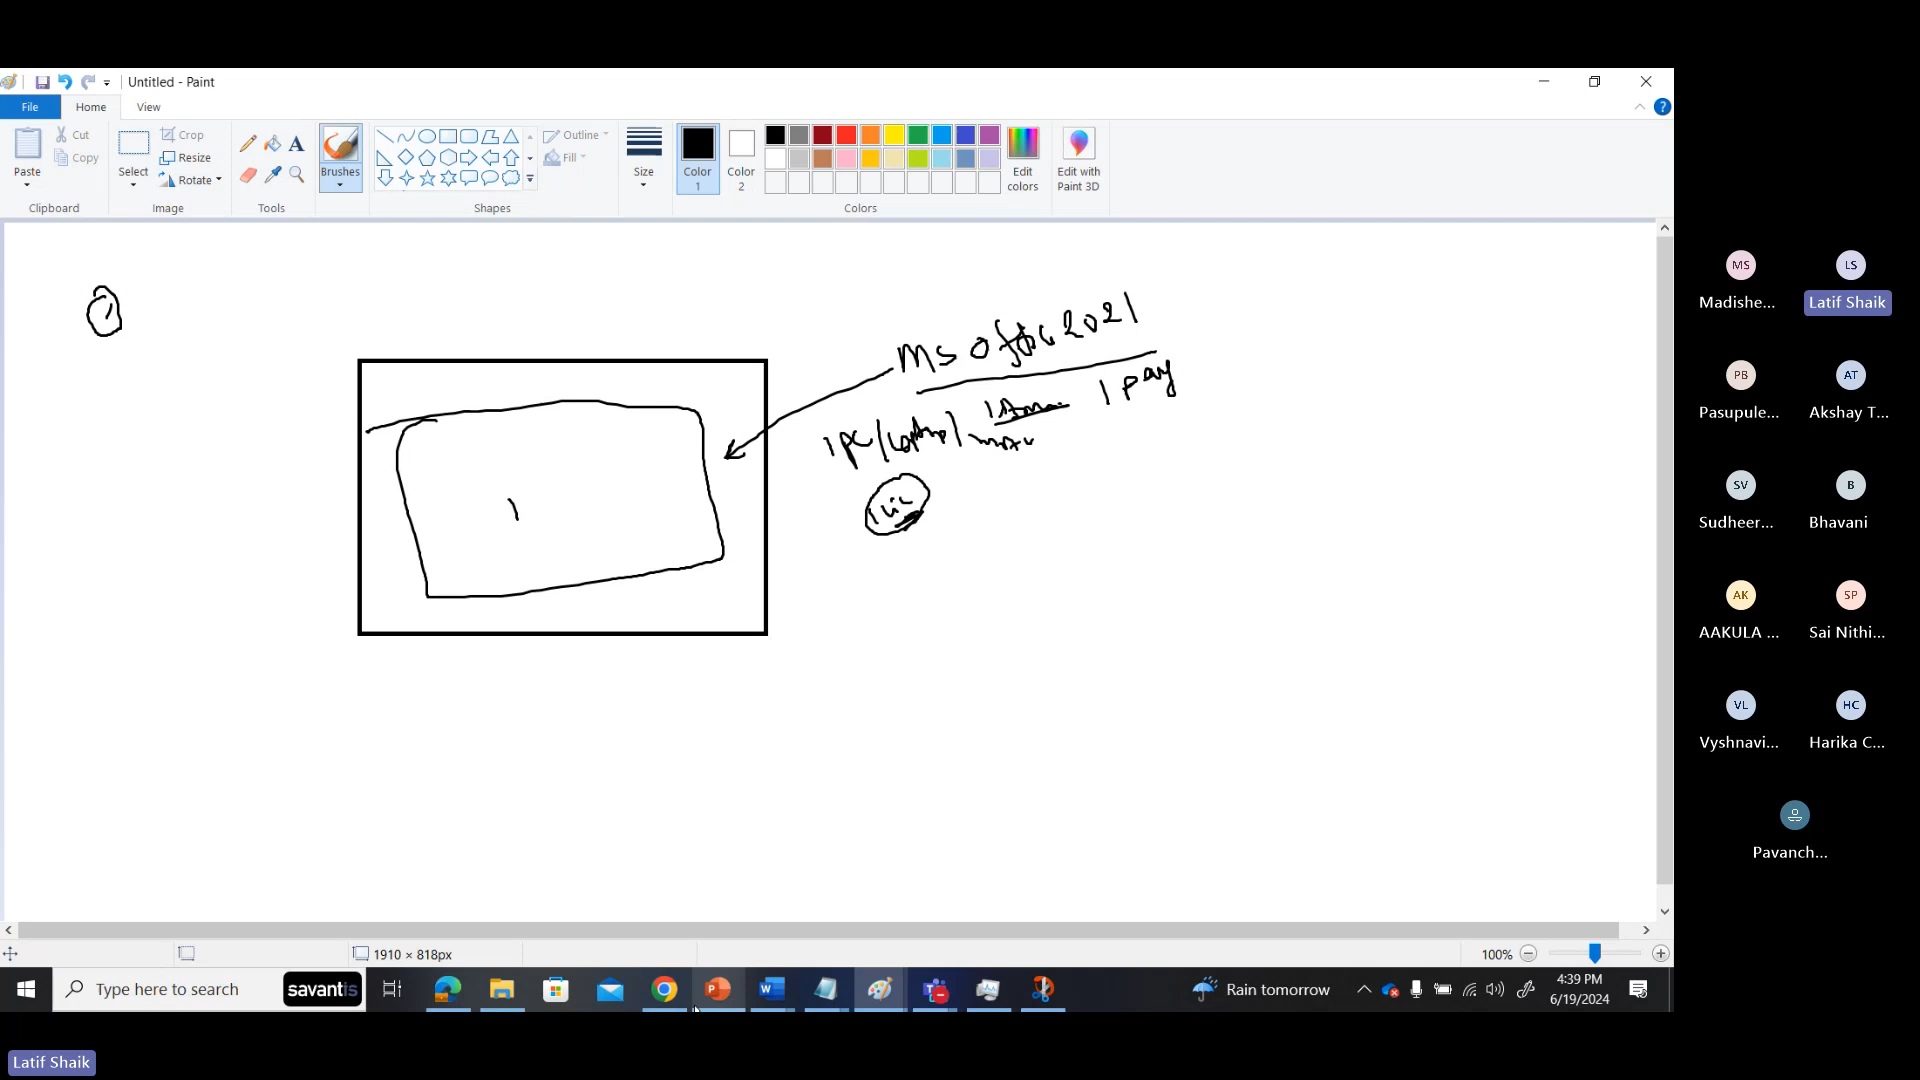 Untitled - Paint
File Home View
Paste
Cut
Copy
Clipboard
Select
Crop
Resize
Rotate
Image
Tools
Brushes
Shapes
Outline
Fill
Size
Color 1
Color 2
Edit colors
Edit with Paint 3D
Colors
MS Office 2021
1 pay
1 PC/Laptop/
1 lic
1
1910 × 818px
100%
Type here to search
savantis
Rain tomorrow
4:39 PM
6/19/2024
MS
Madishe...
LS
Latif Shaik
PB
Pasupule...
AT
Akshay T...
SV
Sudheer...
B
Bhavani
AK
AAKULA ...
SP
Sai Nithi...
VL
Vyshnavi...
HC
Harika C...
Pavanch...
Latif Shaik